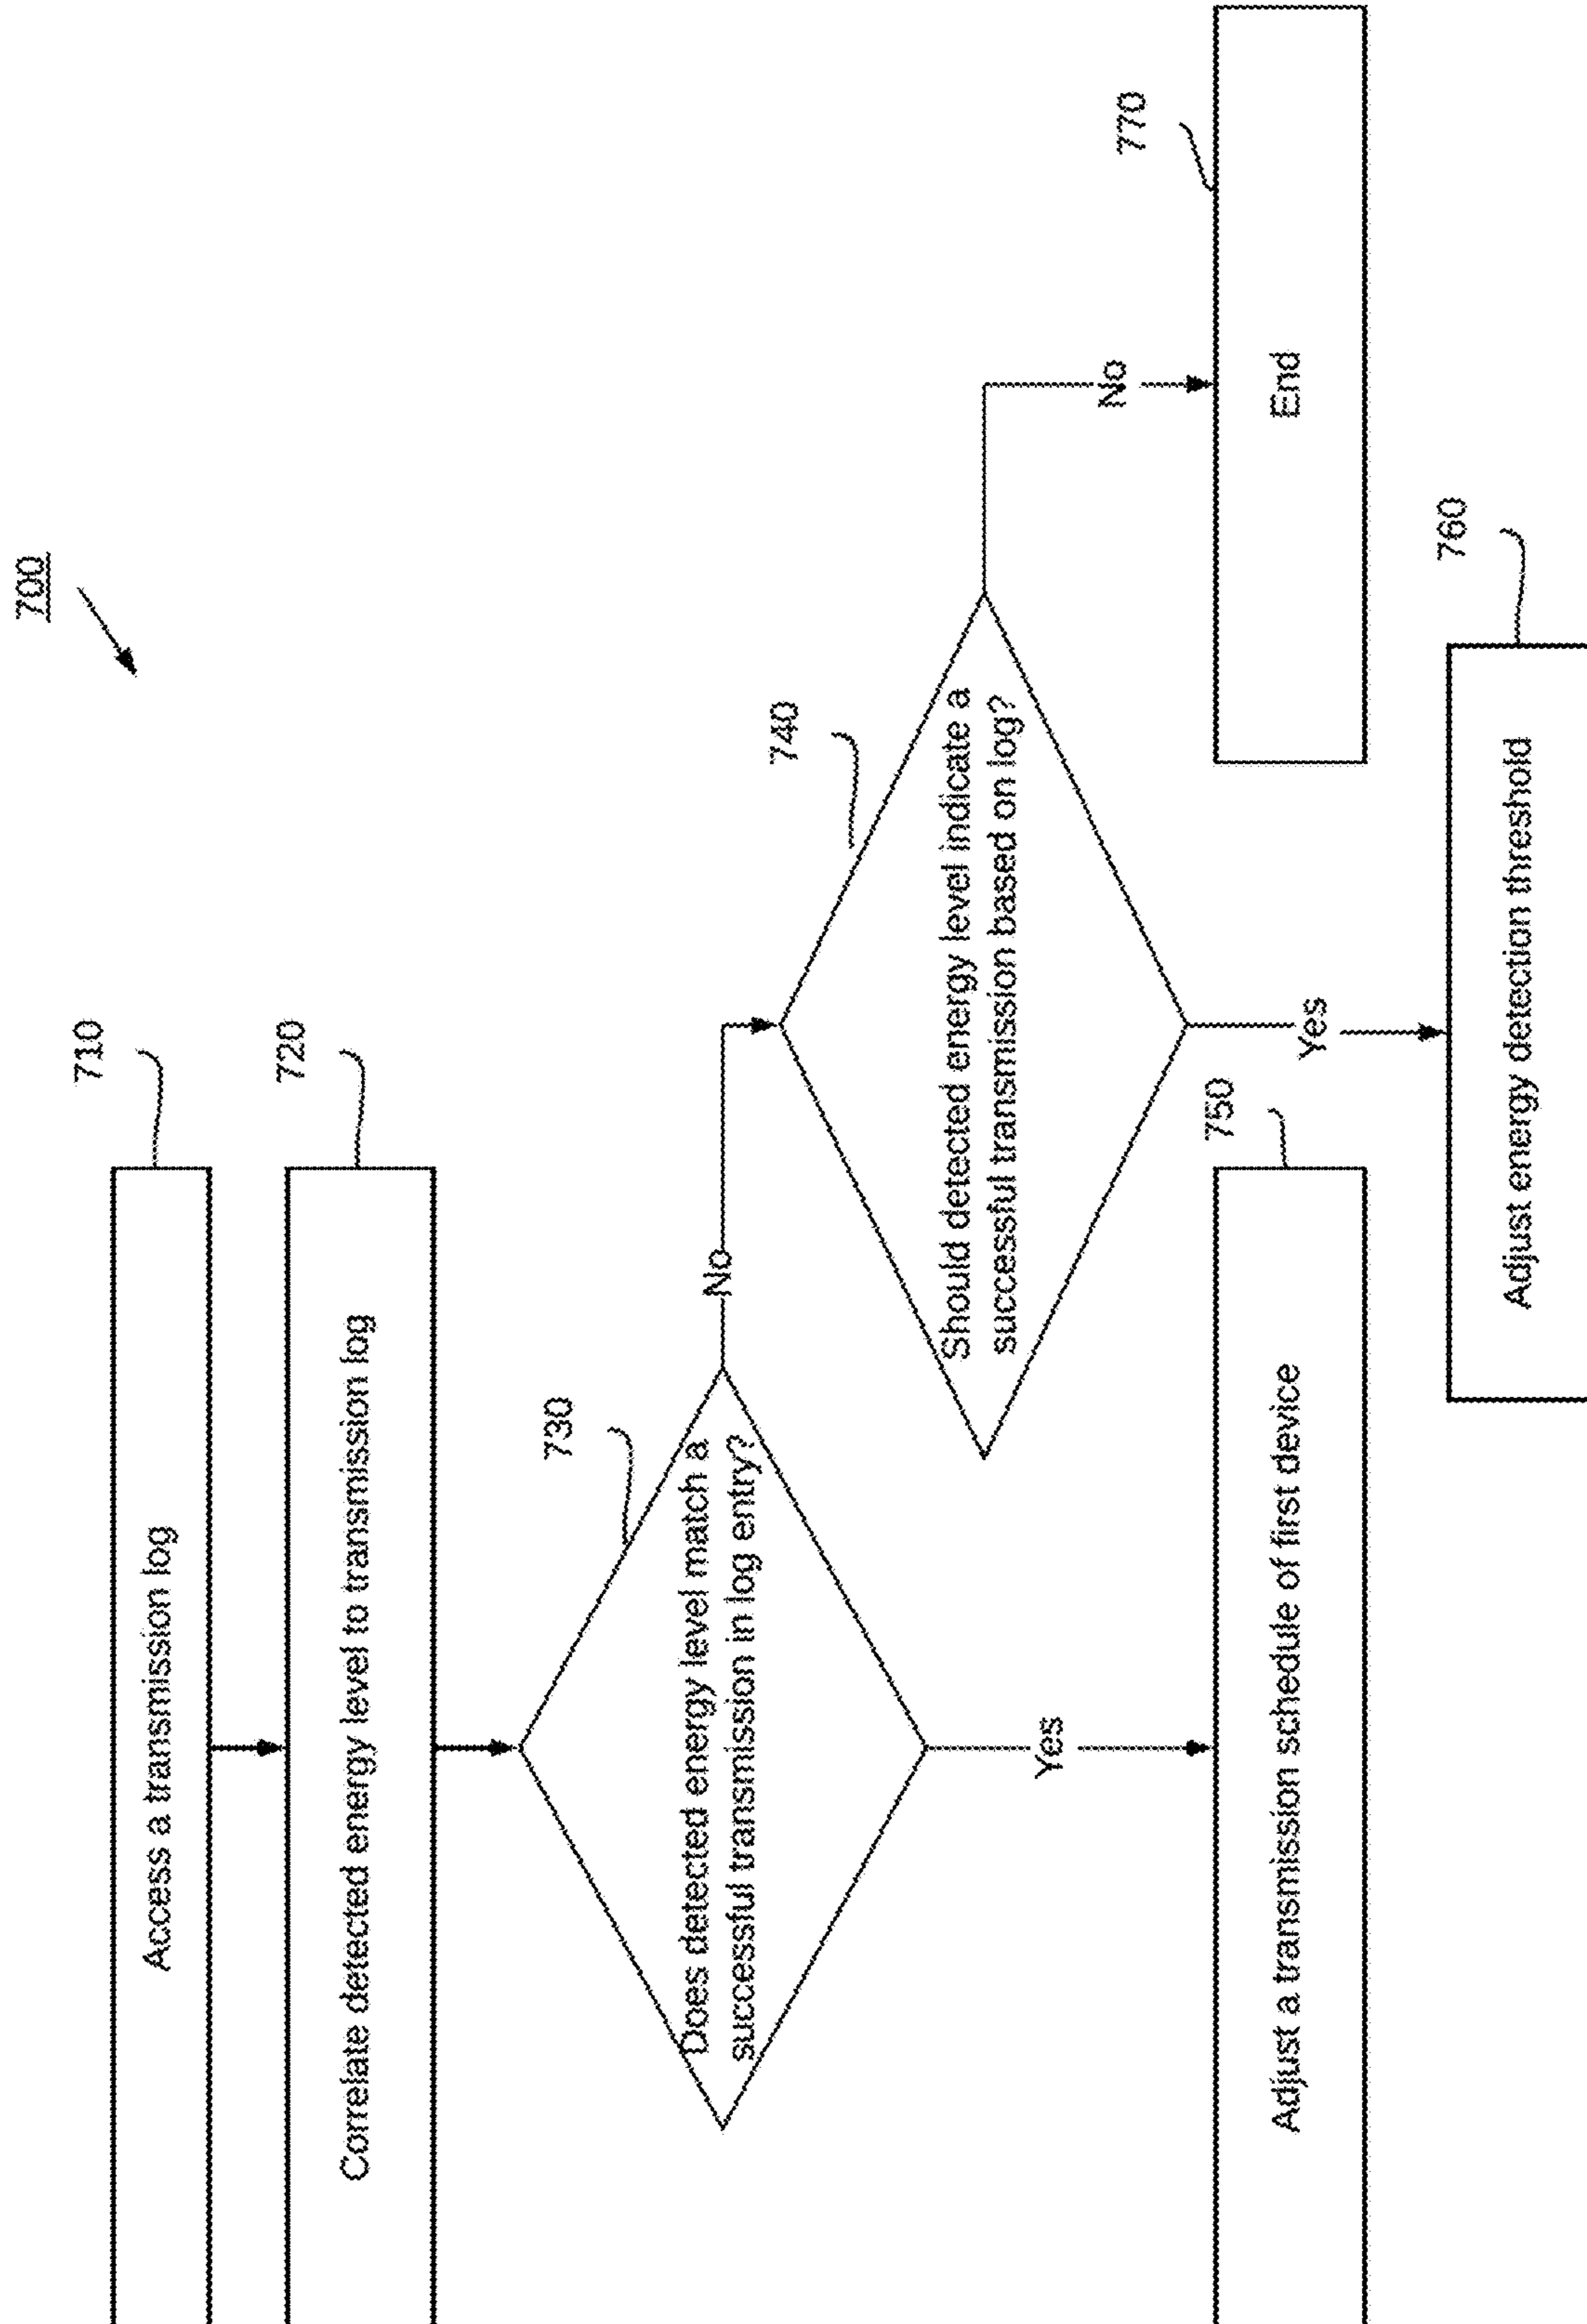 700
710
Access a transmission log
720
Correlate detected energy level to transmission log
730
Does detected energy level match a
successful transmission in log entry?
No
740
Should detected energy level indicate a
successful transmission based on log?
Yes
No
750
Adjust a transmission schedule of first device
770
End
Yes
760
Adjust energy detection threshold